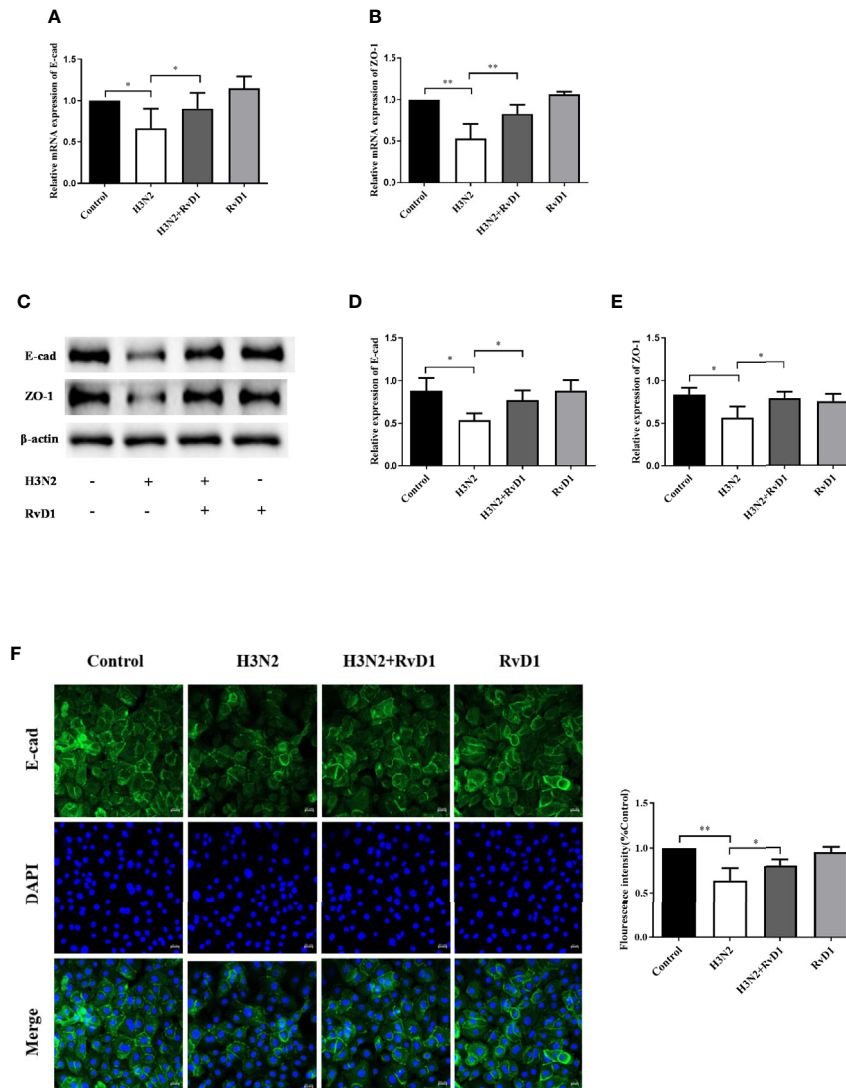 A
Relative mRNA expression of E-cad
1.5
1.0
0.5
0.0
*
*
Control
H3N2
H3N2+RvD1
RvD1
B
Relative mRNA expression of ZO-1
1.5
1.0
0.5
0.0
**
**
Control
H3N2
H3N2+RvD1
RvD1
C
E-cad
ZO-1
β-actin
H3N2 - + + -
RvD1 - - + +
D
Relative expression of E-cad
1.5
1.0
0.5
0.0
*
*
Control
H3N2
H3N2+RvD1
RvD1
E
Relative expression of ZO-1
1.5
1.0
0.5
0.0
*
*
Control
H3N2
H3N2+RvD1
RvD1
F
Control H3N2 H3N2+RvD1 RvD1
E-cad
DAPI
Merge
Flourescence intensity(%Control)
1.5
1.0
0.5
0.0
**
*
Control
H3N2
H3N2+RvD1
RvD1